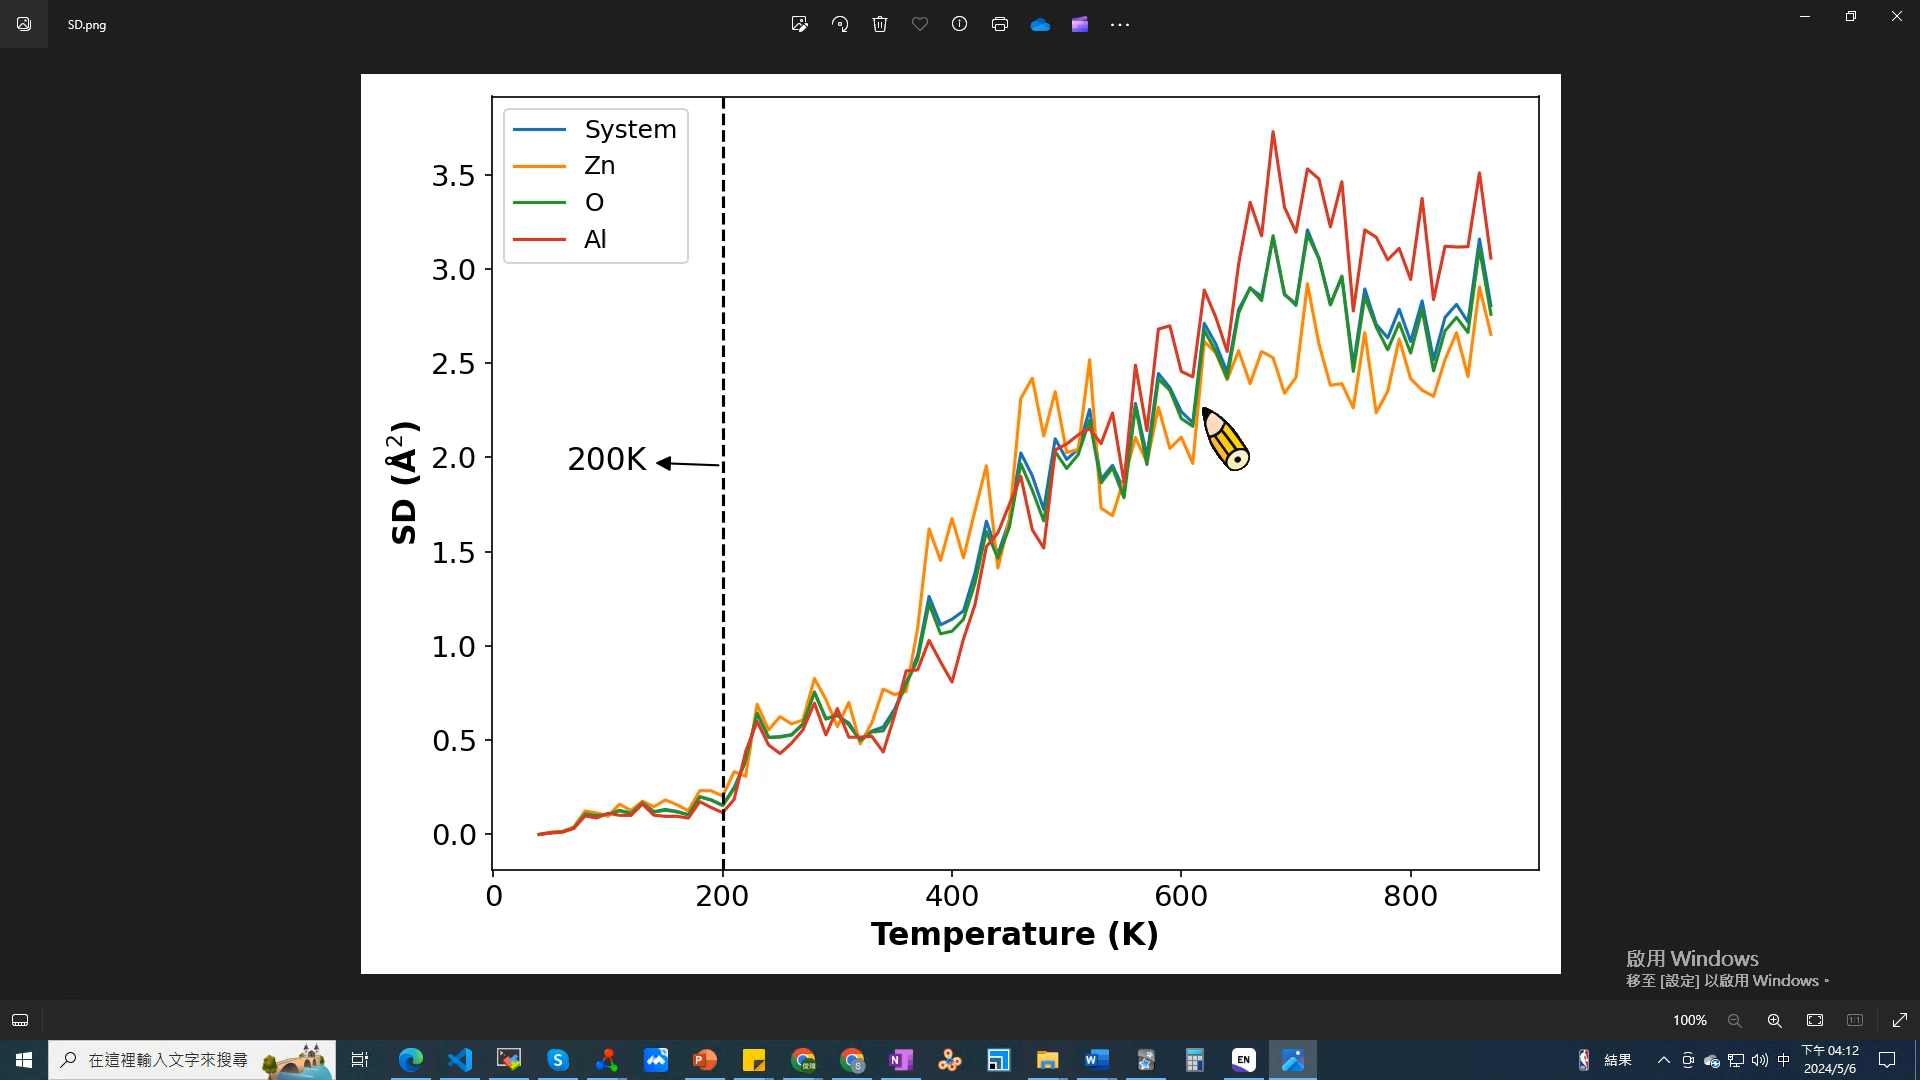 SD.png
System
Zn
O
Al
3.5
3.0
2.5
2.0
1.5
1.0
0.5
0.0
SD (Å²)
200K
0 200 400 600 800
Temperature (K)
啟用 Windows
移至 [設定] 以啟用 Windows。
100%
在這裡輸入文字來搜尋
EN
結果
中
下午 04:12
2024/5/6